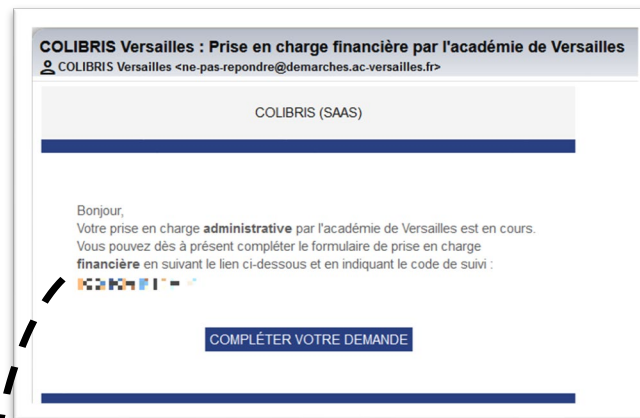 COLIBRIS Versailles : Prise en charge financière par l'académie de Versailles
COLIBRIS Versailles <ne-pas-repondre@demarches.ac-versailles.fr>
COLIBRIS (SAAS)
Bonjour,
Votre prise en charge administrative par l'académie de Versailles est en cours.
Vous pouvez dès à présent compléter le formulaire de prise en charge
financière en suivant le lien ci-dessous et en indiquant le code de suivi :
COMPLÉTER VOTRE DEMANDE